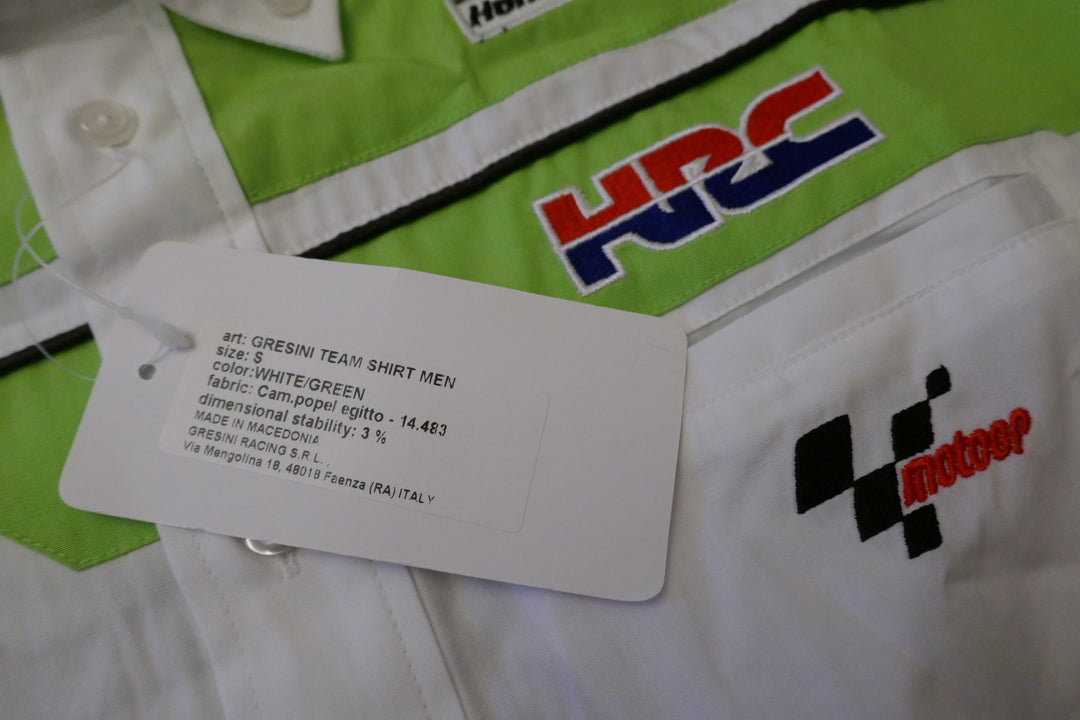 HRC
art: GRESINI TEAM SHIRT MEN
size: S
color:WHITE/GREEN
fabric: Cam.popel egitto - 14.483
dimensional stability: 3 %
MADE IN MACEDONIA
GRESINI RACING S.R.L. ,
Via Mengolina 18, 48018 Faenza (RA) ITALY
motoGP